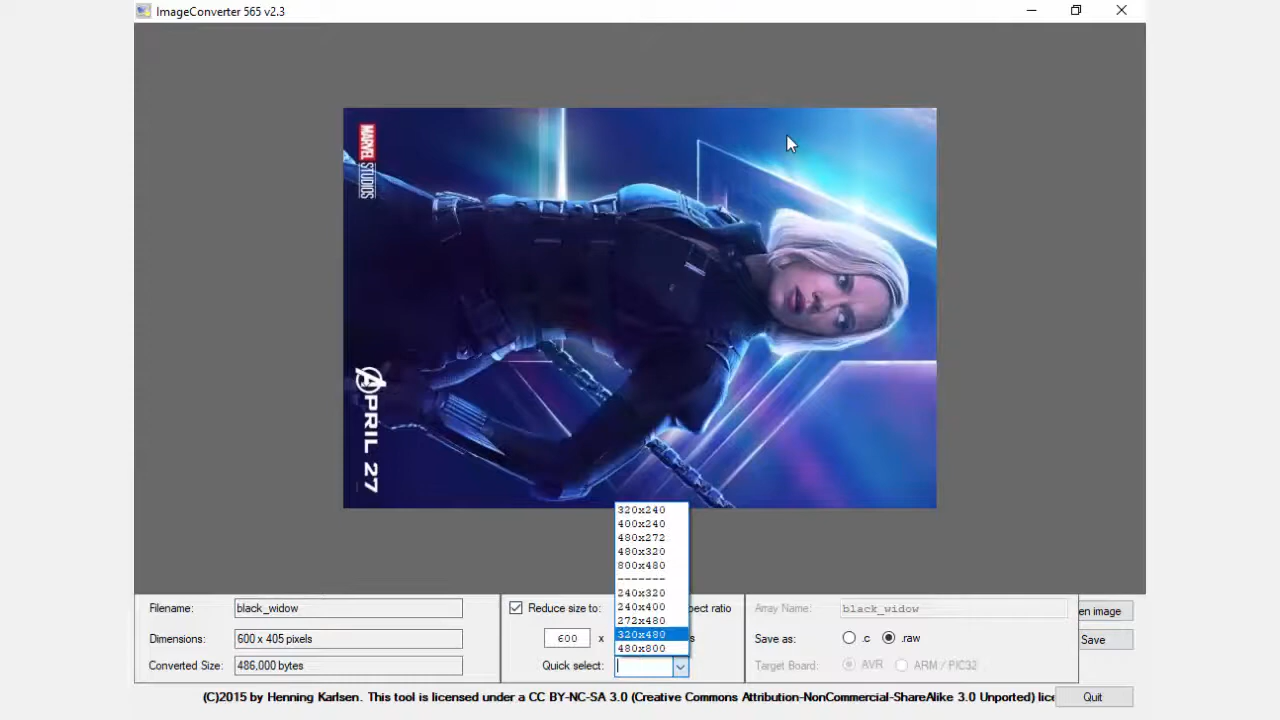 ImageConverter 565 v2.3
MARVEL STUDIOS
APRIL 27
320x240
400x240
480x272
480x320
800x480
-------
240x320
240x400
272x480
320x480
480x800
Filename:
black_widow
Dimensions:
600 x 405 pixels
Converted Size:
486,000 bytes
Reduce size to:
pect ratio
600
x
s
Quick select:
Array Name:
black_widow
Save as:
.c
.raw
Target Board:
AVR
ARM / PIC32
en image
Save
(C)2015 by Henning Karlsen. This tool is licensed under a CC BY-NC-SA 3.0 (Creative Commons Attribution-NonCommercial-ShareAlike 3.0 Unported) lice
Quit